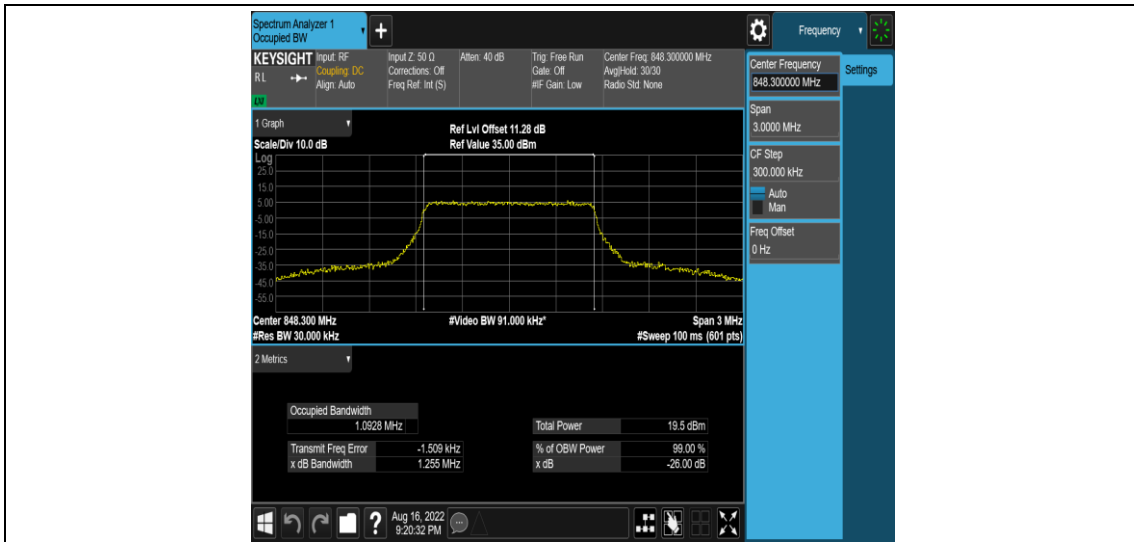 Spectrum Analyzer 1
Occupied BW
+
Frequency
KEYSIGHT
RL
LXI
Input: RF
Coupling: DC
Align: Auto
Input Z: 50 Ω
Corrections: Off
Freq Ref: Int (S)
Atten: 40 dB
Trig: Free Run
Gate: Off
#IF Gain: Low
Center Freq: 848.300000 MHz
Avg|Hold: 30/30
Radio Std: None
Center Frequency
848.300000 MHz
Settings
Span
3.0000 MHz
CF Step
300.000 kHz
Auto
Man
Freq Offset
0 Hz
1 Graph
Scale/Div 10.0 dB
Ref Lvl Offset 11.28 dB
Ref Value 35.00 dBm
Log
25.0
15.0
5.00
-5.00
-15.0
-25.0
-35.0
-45.0
-55.0
Center 848.300 MHz
#Video BW 91.000 kHz*
Span 3 MHz
#Res BW 30.000 kHz
#Sweep 100 ms (601 pts)
2 Metrics
Occupied Bandwidth
1.0928 MHz
Total Power 19.5 dBm
Transmit Freq Error -1.509 kHz
% of OBW Power 99.00 %
x dB Bandwidth 1.255 MHz
x dB -26.00 dB
?
Aug 16, 2022
9:20:32 PM